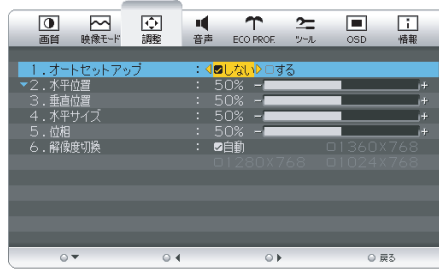 画質 映像モード 調整 音声 ECO PROF. ツール OSD 情報
1.オートセットアップ : しない する
2.水平位置 : 50% - +
3.垂直位置 : 50% - +
4.水平サイズ : 50% - +
5.位相 : 50% - +
6.解像度切換 : 自動 1360X768
1280X768 1024X768
戻る